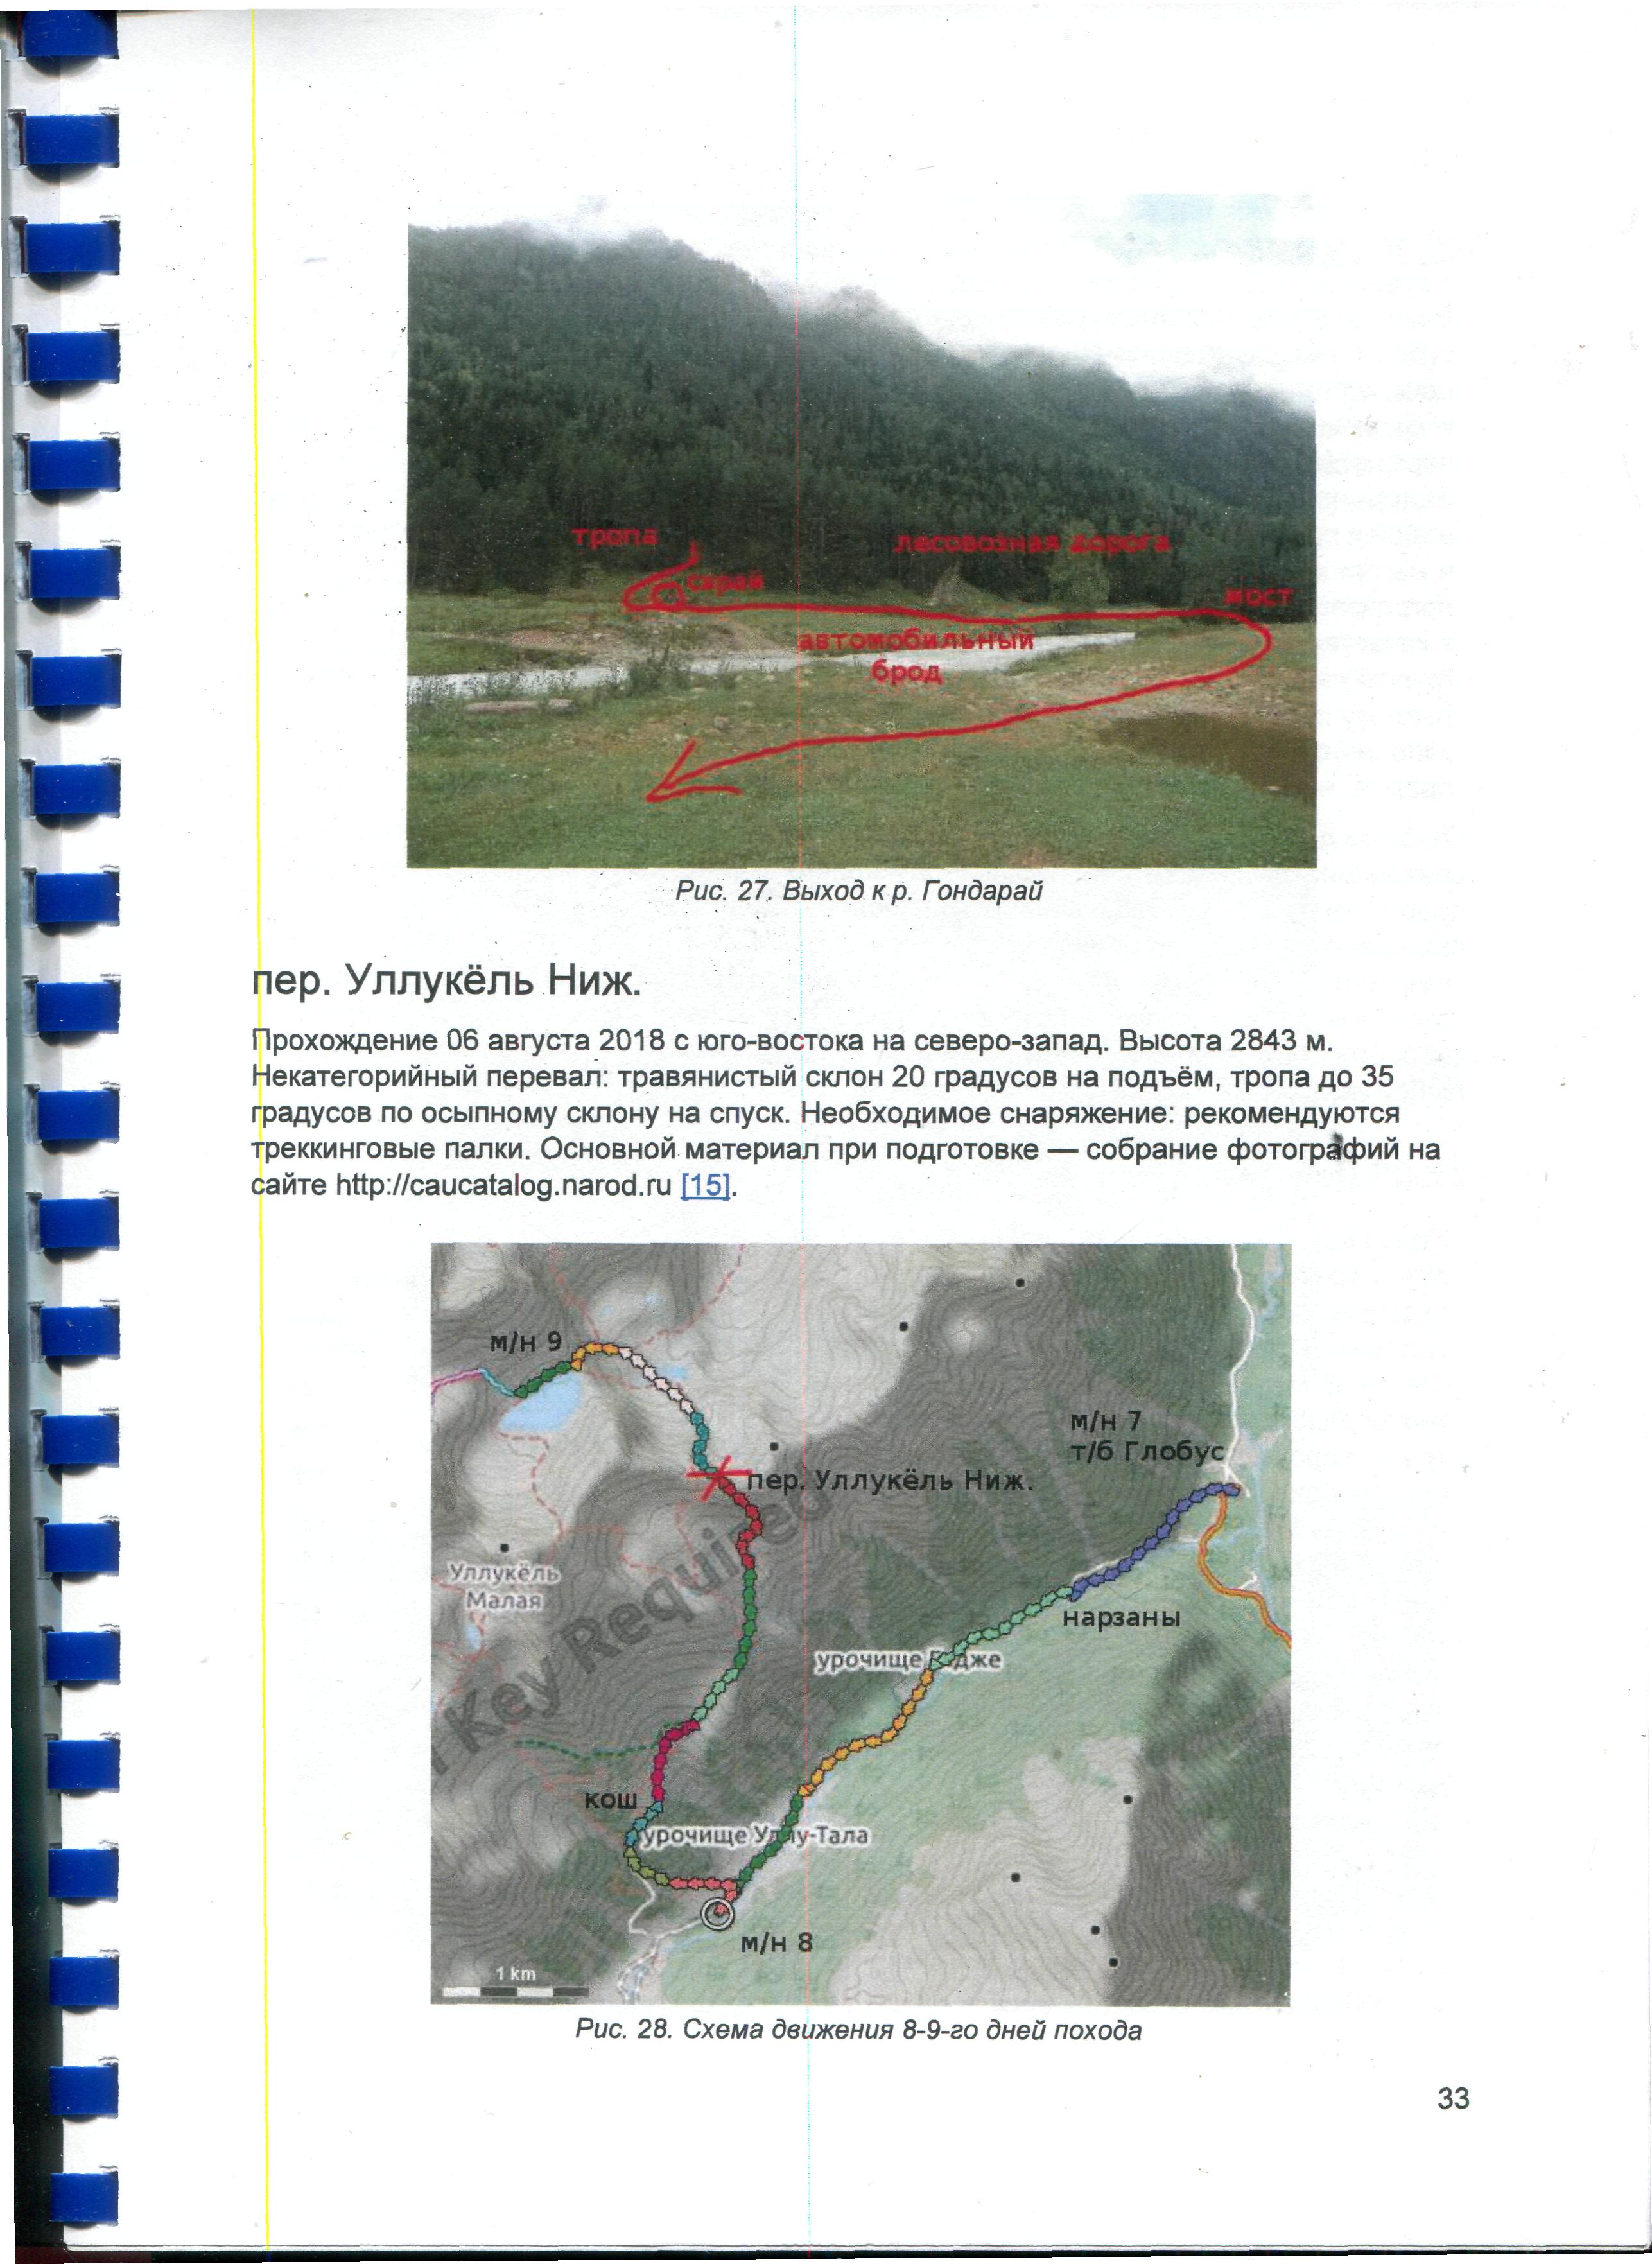 тропа
лесовозная дорога
сарай
мост
автомобильный
брод
Рис. 27. Выход к р. Гондарай
пер. Уллукёль Ниж.
Прохождение 06 августа 2018 с юго-востока на северо-запад. Высота 2843 м.
Некатегорийный перевал: травянистый склон 20 градусов на подъём, тропа до 35
градусов по осыпному склону на спуск. Необходимое снаряжение: рекомендуются
треккинговые палки. Основной материал при подготовке — собрание фотографий на
сайте http://caucatalog.narod.ru [15].
м/н 9
м/н 7
т/б Глобус
пер. Уллукёль Ниж.
Уллукёль
Малая
Key Required
нарзаны
урочище
кош
урочище Уллу-Тала
м/н 8
1 km
Рис. 28. Схема движения 8-9-го дней похода
33